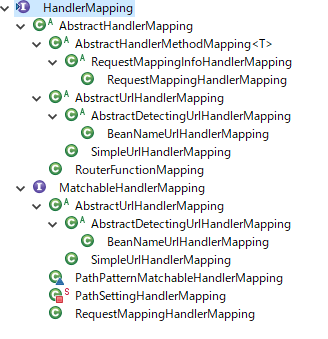 HandlerMapping
AbstractHandlerMapping
AbstractHandlerMethodMapping<T>
RequestMappingInfoHandlerMapping
RequestMappingHandlerMapping
AbstractUrlHandlerMapping
AbstractDetectingUrlHandlerMapping
BeanNameUrlHandlerMapping
SimpleUrlHandlerMapping
RouterFunctionMapping
MatchableHandlerMapping
AbstractUrlHandlerMapping
AbstractDetectingUrlHandlerMapping
BeanNameUrlHandlerMapping
SimpleUrlHandlerMapping
PathPatternMatchableHandlerMapping
PathSettingHandlerMapping
RequestMappingHandlerMapping